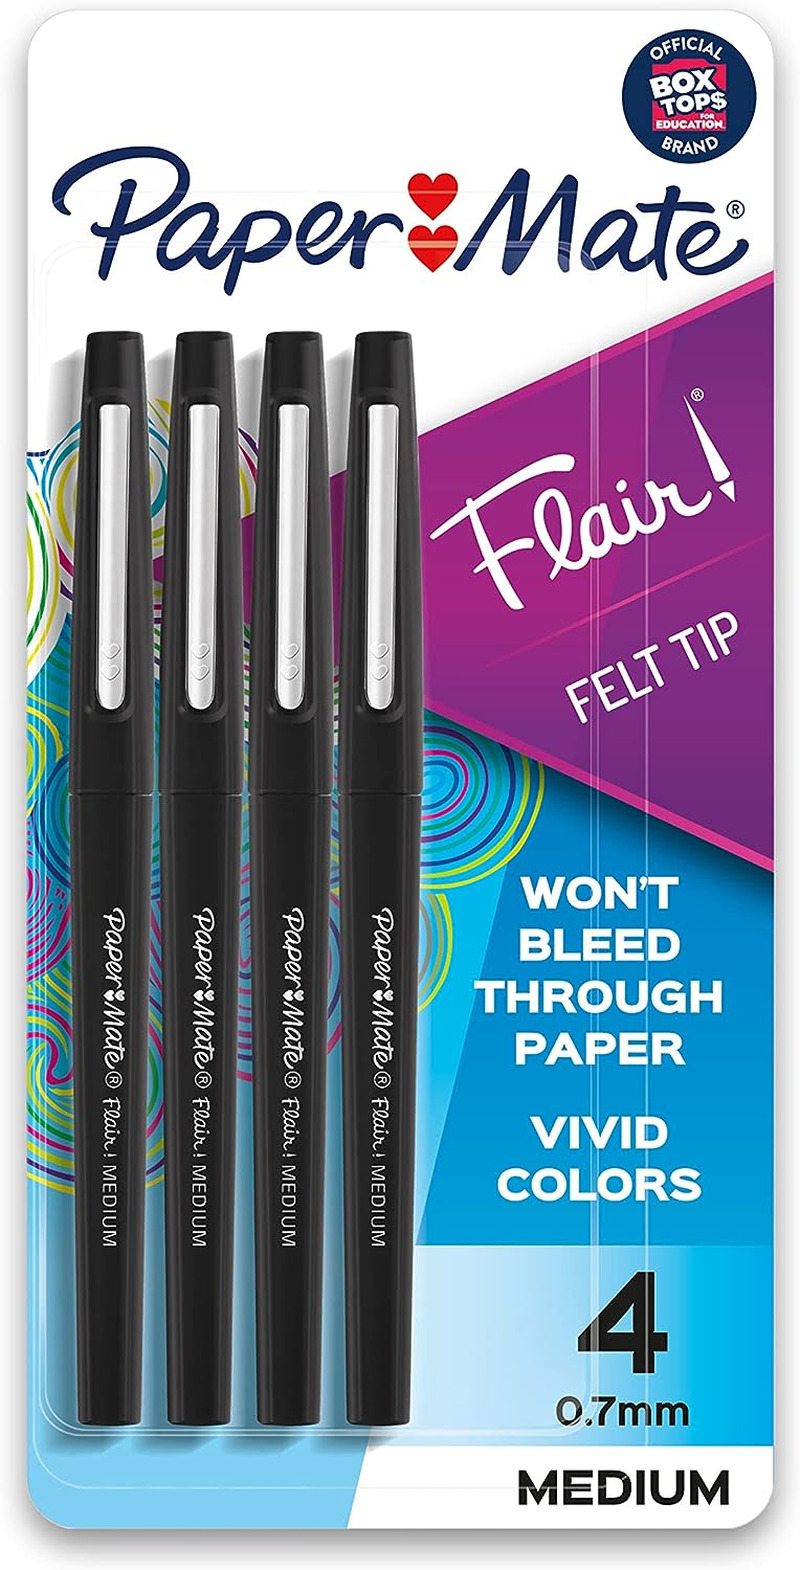 OFFICIAL
BOX
TOPS
FOR
EDUCATION
BRAND
Paper Mate®
Flair!®
FELT TIP
WON'T
BLEED
THROUGH
PAPER
VIVID
COLORS
4
0.7mm
MEDIUM
Paper Mate® Flair! MEDIUM
Paper Mate® Flair! MEDIUM
Paper Mate® Flair! MEDIUM
Paper Mate® Flair! MEDIUM